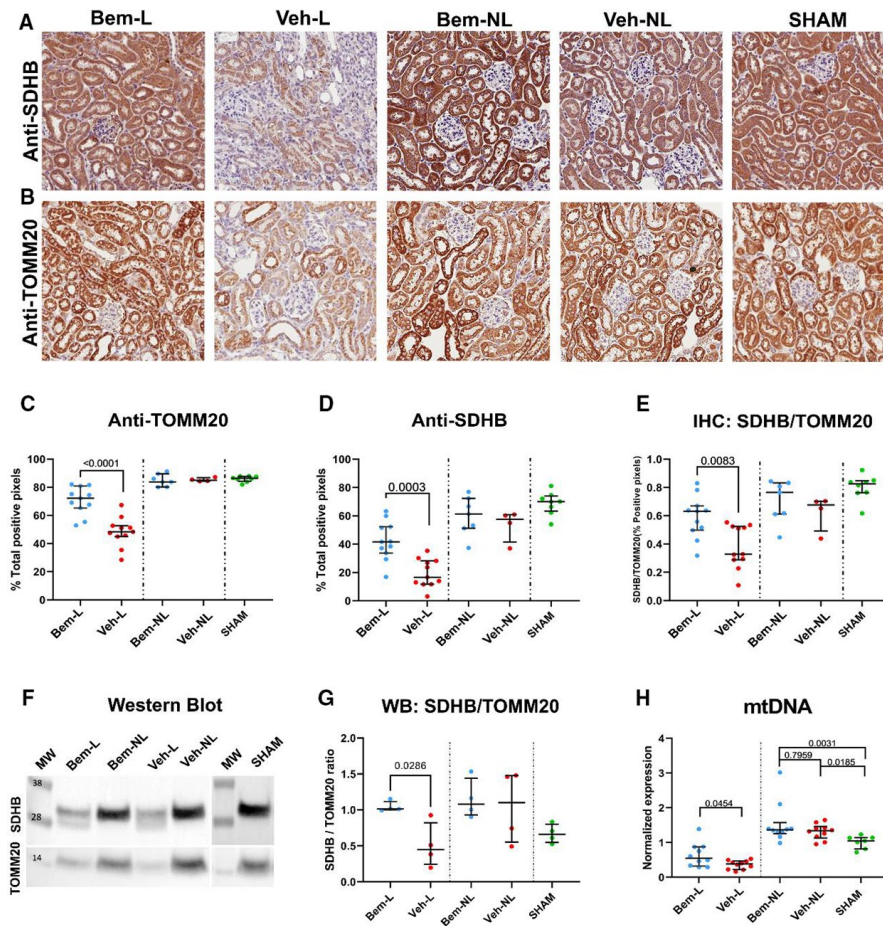 A
Bem-L Veh-L Bem-NL Veh-NL SHAM
Anti-SDHB
B
Anti-TOMM20
C
Anti-TOMM20
% Total positive pixels
100
80
60
40
20
0
<0.0001
Bem-L Veh-L Bem-NL Veh-NL SHAM
D
Anti-SDHB
% Total positive pixels
100
80
60
40
20
0
0.0003
Bem-L Veh-L Bem-NL Veh-NL SHAM
E
IHC: SDHB/TOMM20
SDHB/TOMM20(% Positive pixels)
1.0
0.8
0.6
0.4
0.2
0.0
0.0083
Bem-L Veh-L Bem-NL Veh-NL SHAM
F
Western Blot
MW Bem-L Bem-NL Veh-L Veh-NL MW SHAM
SDHB
38
28
TOMM20
14
G
WB: SDHB/TOMM20
SDHB / TOMM20 ratio
2.0
1.5
1.0
0.5
0.0
0.0286
Bem-L Veh-L Bem-NL Veh-NL SHAM
H
mtDNA
Normalized expression
4
3
2
1
0
0.0454
0.0031
0.7959
0.0185
Bem-L Veh-L Bem-NL Veh-NL SHAM